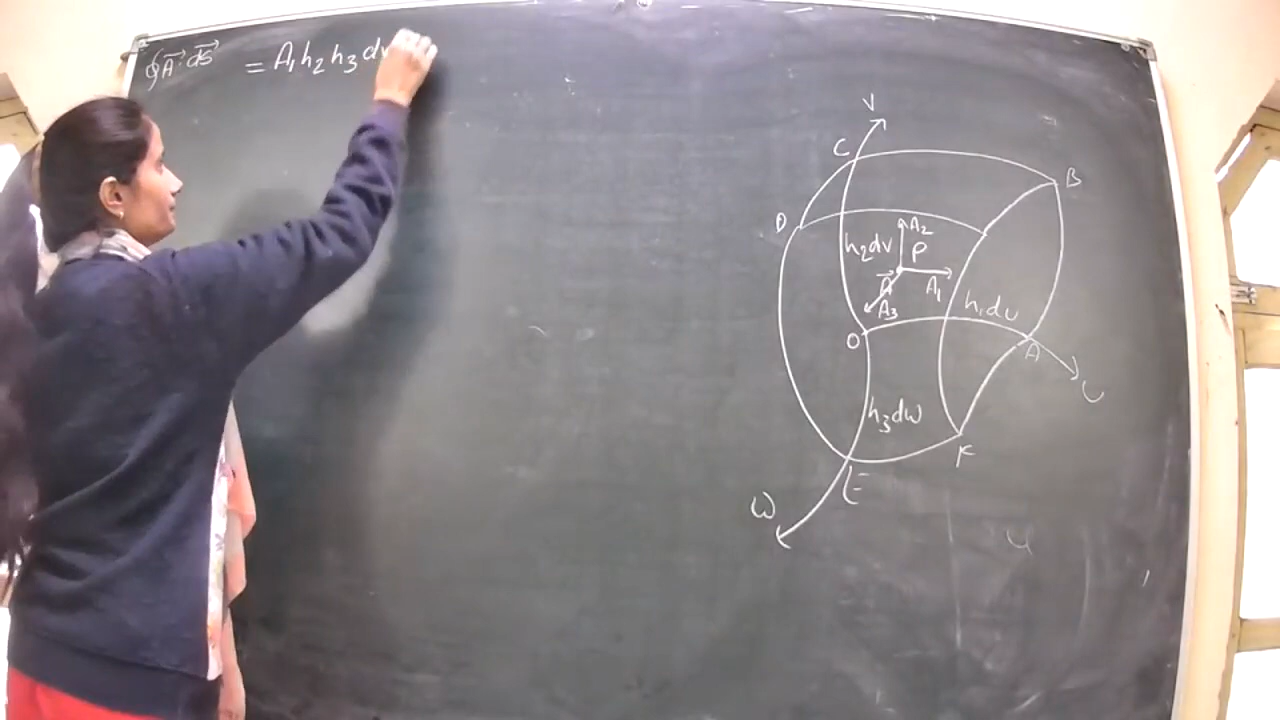 ∮A⃗·ds⃗ = A₁h₂h₃dv
V
C
B
D
A₂
h₂dv
P
A⃗
A₁
A₃
h₁du
O
A
U
h₃dw
F
E
W
u